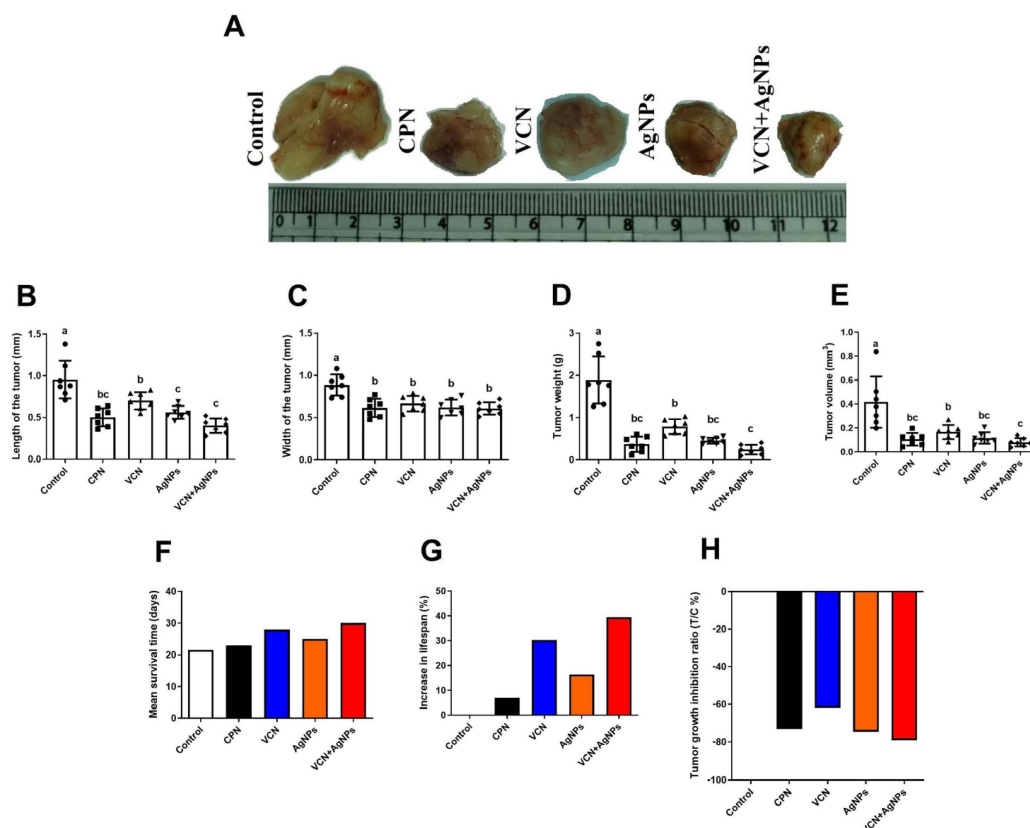 A
Control
CPN
VCN
AgNPs
VCN+AgNPs
0 1 2 3 4 5 6 7 8 9 10 11 12
B
Length of the tumor (mm)
1.5
1.0
0.5
0.0
a
bc
b
c
c
Control
CPN
VCN
AgNPs
VCN+AgNPs
C
Width of the tumor (mm)
1.5
1.0
0.5
0.0
a
b
b
b
b
Control
CPN
VCN
AgNPs
VCN+AgNPs
D
Tumor weight (g)
3
2
1
0
a
bc
b
bc
c
Control
CPN
VCN
AgNPs
VCN+AgNPs
E
Tumor volume (mm³)
1.0
0.8
0.6
0.4
0.2
0.0
a
bc
b
bc
c
Control
CPN
VCN
AgNPs
VCN+AgNPs
F
Mean survival time (days)
40
30
20
10
0
Control
CPN
VCN
AgNPs
VCN+AgNPs
G
Increase in lifespan (%)
50
40
30
20
10
0
Control
CPN
VCN
AgNPs
VCN+AgNPs
H
Tumor growth inhibition ratio (T/C %)
0
-20
-40
-60
-80
-100
Control
CPN
VCN
AgNPs
VCN+AgNPs